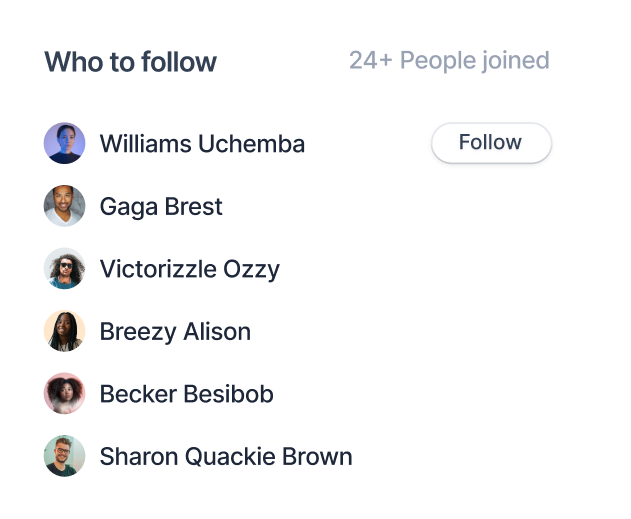 Who to follow
24+ People joined
Williams Uchemba
Follow
Gaga Brest
Victorizzle Ozzy
Breezy Alison
Becker Besibob
Sharon Quackie Brown